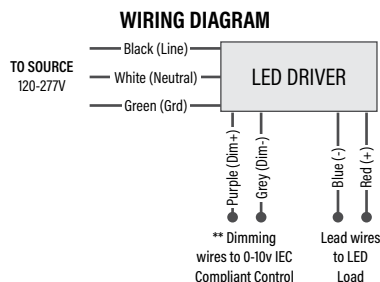 WIRING DIAGRAM
Black (Line)
TO SOURCE
120-277V
White (Neutral)
Green (Grd)
LED DRIVER
Purple (Dim+)
Grey (Dim-)
Blue (-)
Red (+)
** Dimming
wires to 0-10v IEC
Compliant Control
Lead wires
to LED
Load